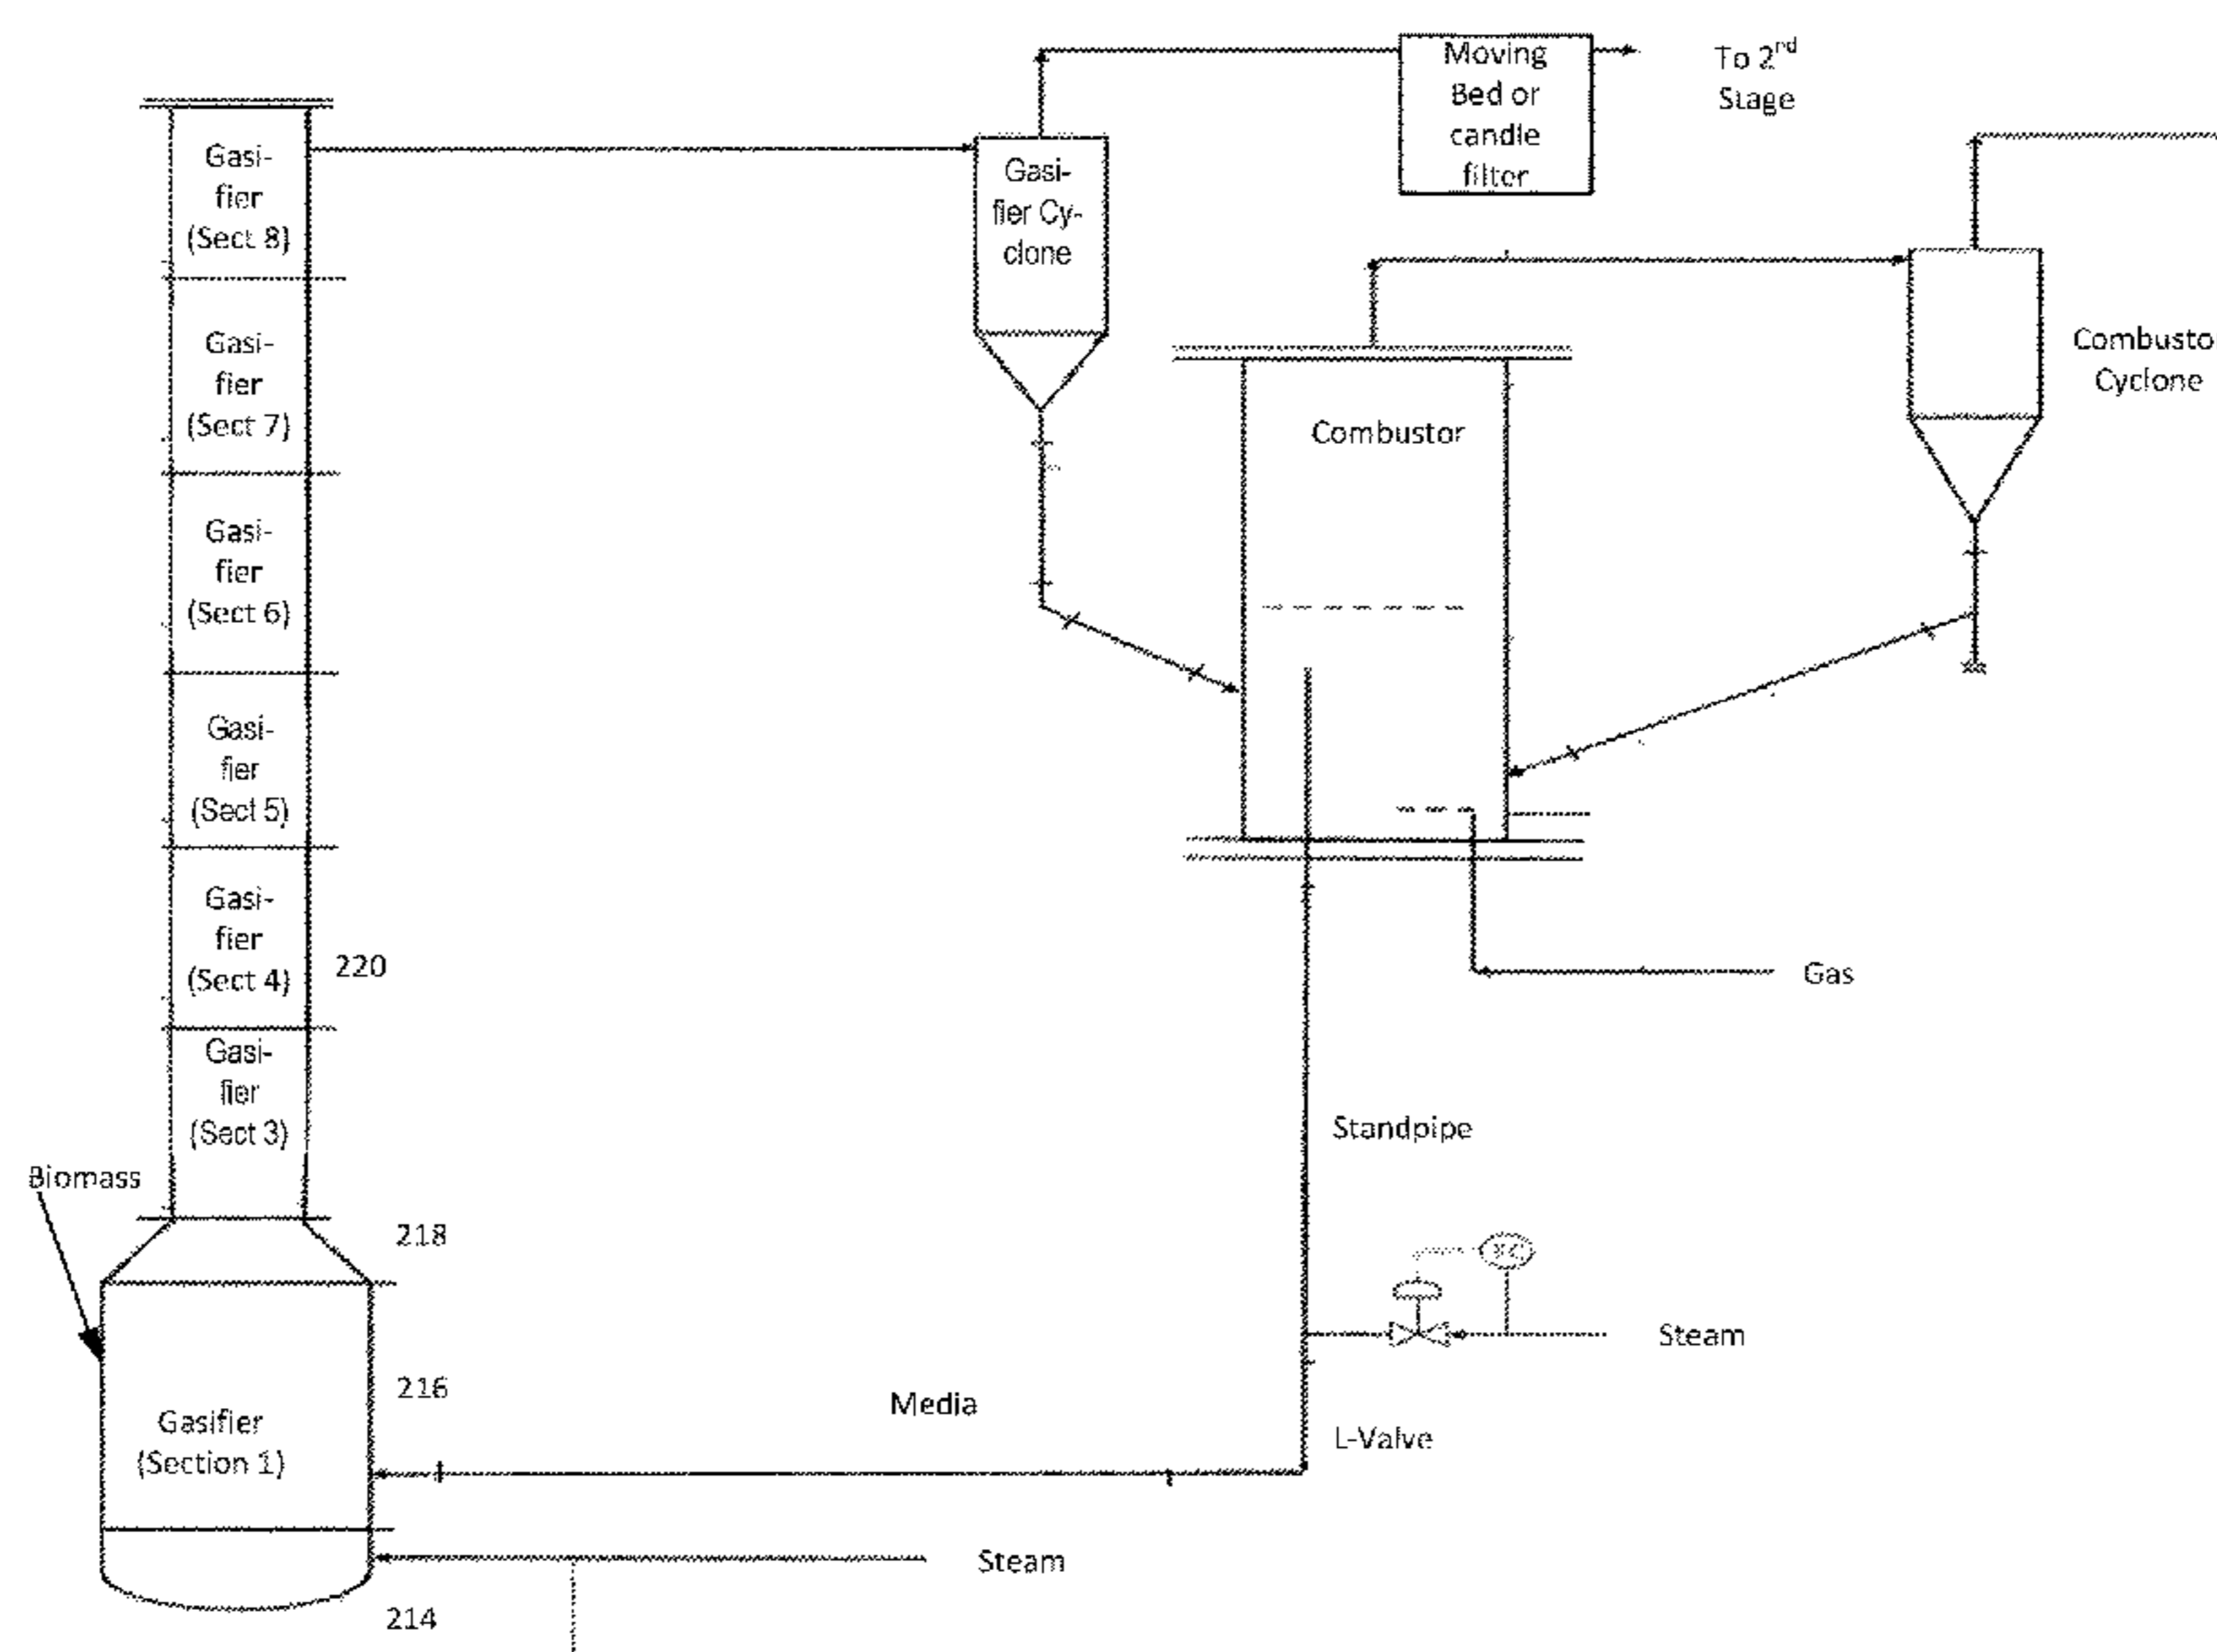 Moving
Bed or
candle
filter
To 2nd
Stage
Gasi-
fier
(Sect 8)
Gasi-
fier Cy-
clone
Gasi-
fier
(Sect 7)
Combustor
Combusto
Cyclone
Gasi-
fier
(Sect 6)
Gasi-
fier
(Sect 5)
Gasi-
fier
(Sect 4)
220
Gas
Gasi-
fier
(Sect 3)
Standpipe
Biomass
218
Steam
216
Media
Gasifier
(Section 1)
L-Valve
Steam
214